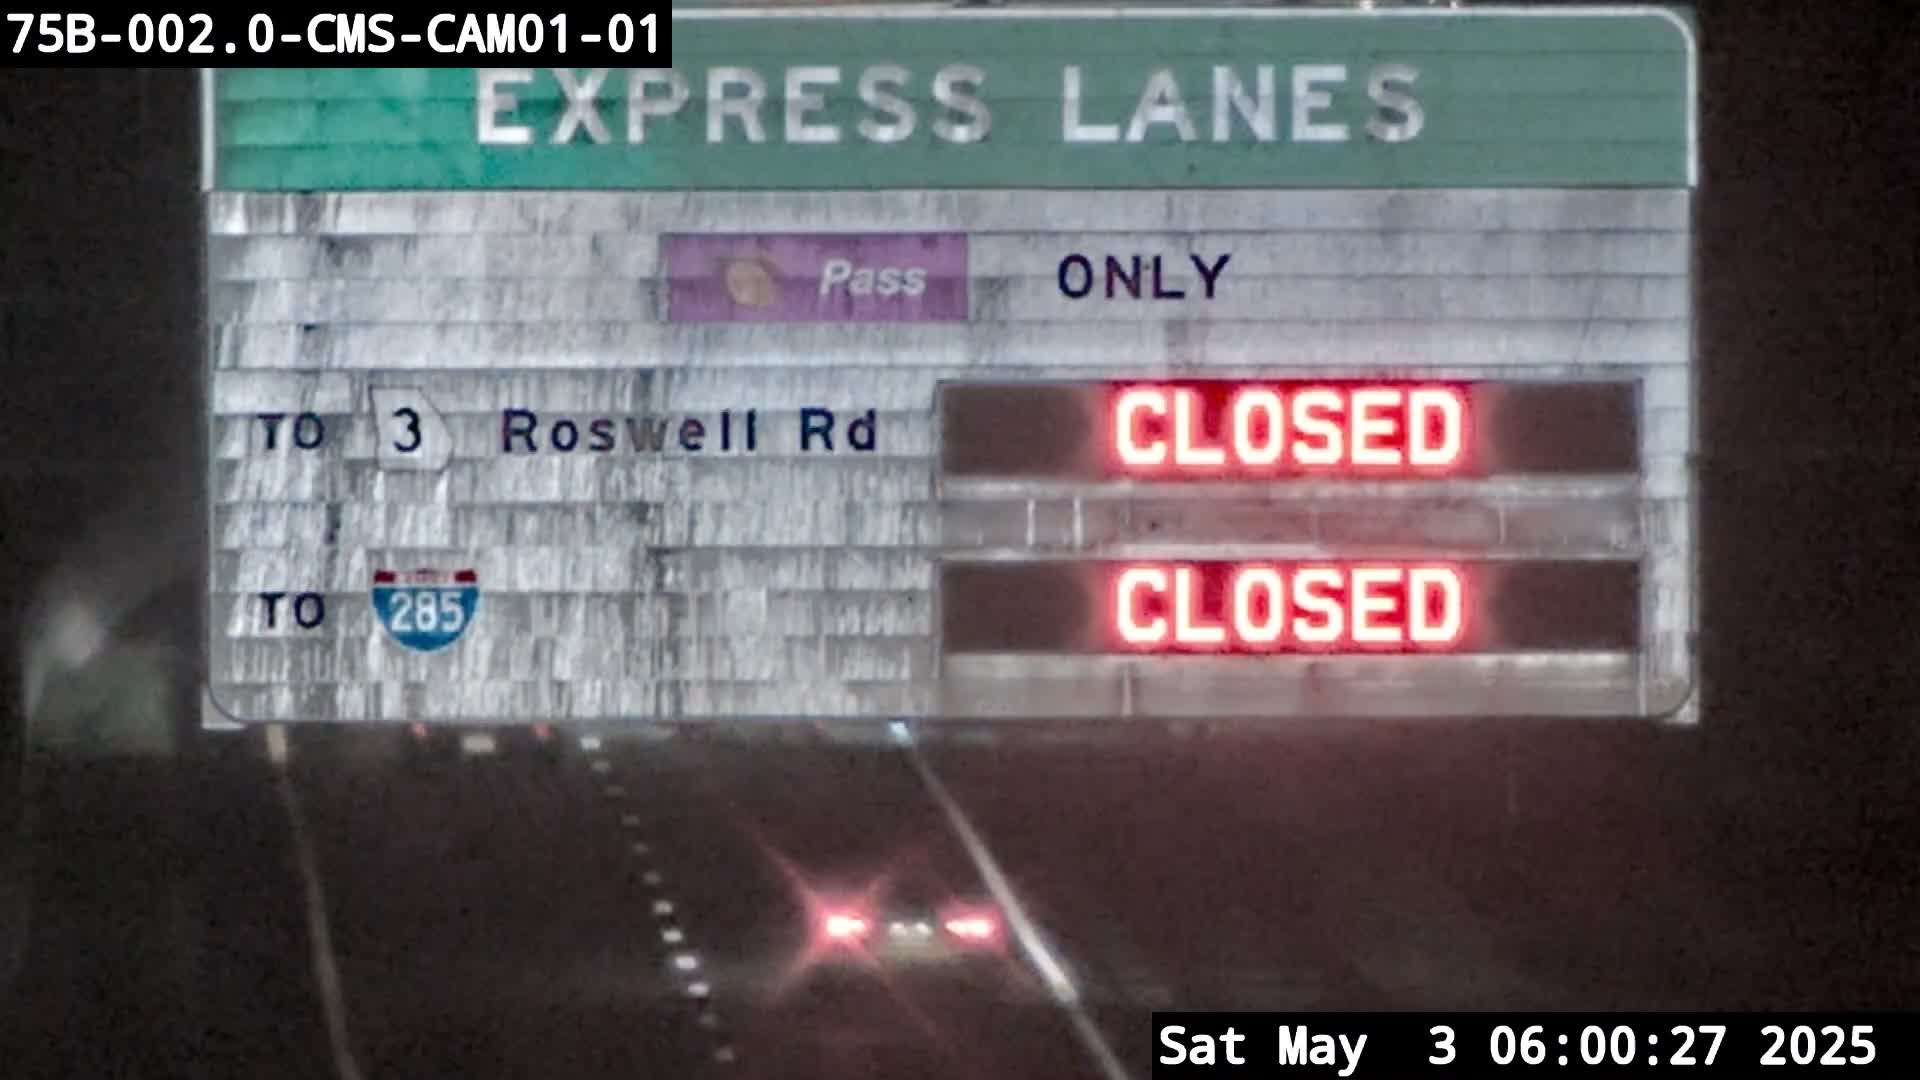 75B-002.0-CMS-CAM01-01
EXPRESS LANES
Pass ONLY
TO 3 Roswell Rd CLOSED
TO 285 CLOSED
Sat May 3 06:00:27 2025